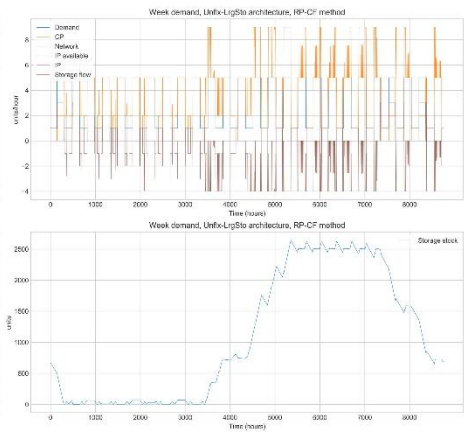 Week demand, Unfix-LrgSto architecture, RP-CF method
Demand
CP
Network
IP available
IP
Storage flow
8
6
4
2
0
-2
-4
units/hour
0 1000 2000 3000 4000 5000 6000 7000 8000
Time (hours)
Week demand, Unfix-LrgSto architecture, RP-CF method
Storage stock
2500
2000
1500
1000
500
0
units
0 1000 2000 3000 4000 5000 6000 7000 8000
Time (hours)